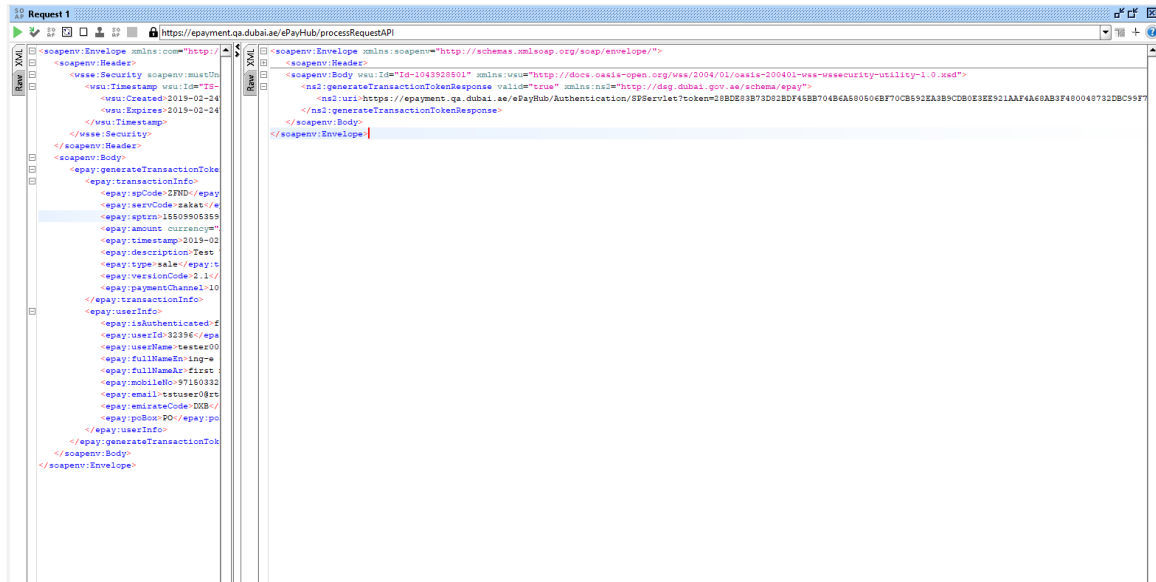 Request 1
https://epayment.qa.dubai.ae/ePayHub/processRequestAPI
XML
Raw
<soapenv:Envelope xmlns:com="http:/
<soapenv:Header>
<wsse:Security soapenv:mustUn
<wsu:Timestamp wsu:Id="TS-
<wsu:Created>2019-02-24
<wsu:Expires>2019-02-24
</wsu:Timestamp>
</wsse:Security>
</soapenv:Header>
<soapenv:Body>
<epay:generateTransactionToke
<epay:transactionInfo>
<epay:spCode>ZFND</epay
<epay:servCode>zakat</e
<epay:sptrn>15509905359
<epay:amount currency="
<epay:timestamp>2019-02
<epay:description>Test
<epay:type>sale</epay:t
<epay:versionCode>2.1</
<epay:paymentChannel>10
</epay:transactionInfo>
<epay:userInfo>
<epay:isAuthenticated>f
<epay:userId>32396</epa
<epay:userName>tester00
<epay:fullNameEn>ing-e
<epay:fullNameAr>first
<epay:mobileNo>97150332
<epay:email>tstuser0@rt
<epay:emirateCode>DXB</
<epay:poBox>PO</epay:po
</epay:userInfo>
</epay:generateTransactionTok
</soapenv:Body>
</soapenv:Envelope>
XML
Raw
<soapenv:Envelope xmlns:soapenv="http://schemas.xmlsoap.org/soap/envelope/">
<soapenv:Header>
<soapenv:Body wsu:Id="Id-1043928501" xmlns:wsu="http://docs.oasis-open.org/wss/2004/01/oasis-200401-wss-wssecurity-utility-1.0.xsd">
<ns2:generateTransactionTokenResponse valid="true" xmlns:ns2="http://dsg.dubai.gov.ae/schema/epay">
<ns2:uri>https://epayment.qa.dubai.ae/ePayHub/Authentication/SPServlet?token=28BDE83B73D82BDF45BB704B6A580506BF70CB592EA3B9CDB0E3EE921AAF4A68AB3F480048732DBC99F7
</ns2:generateTransactionTokenResponse>
</soapenv:Body>
</soapenv:Envelope>